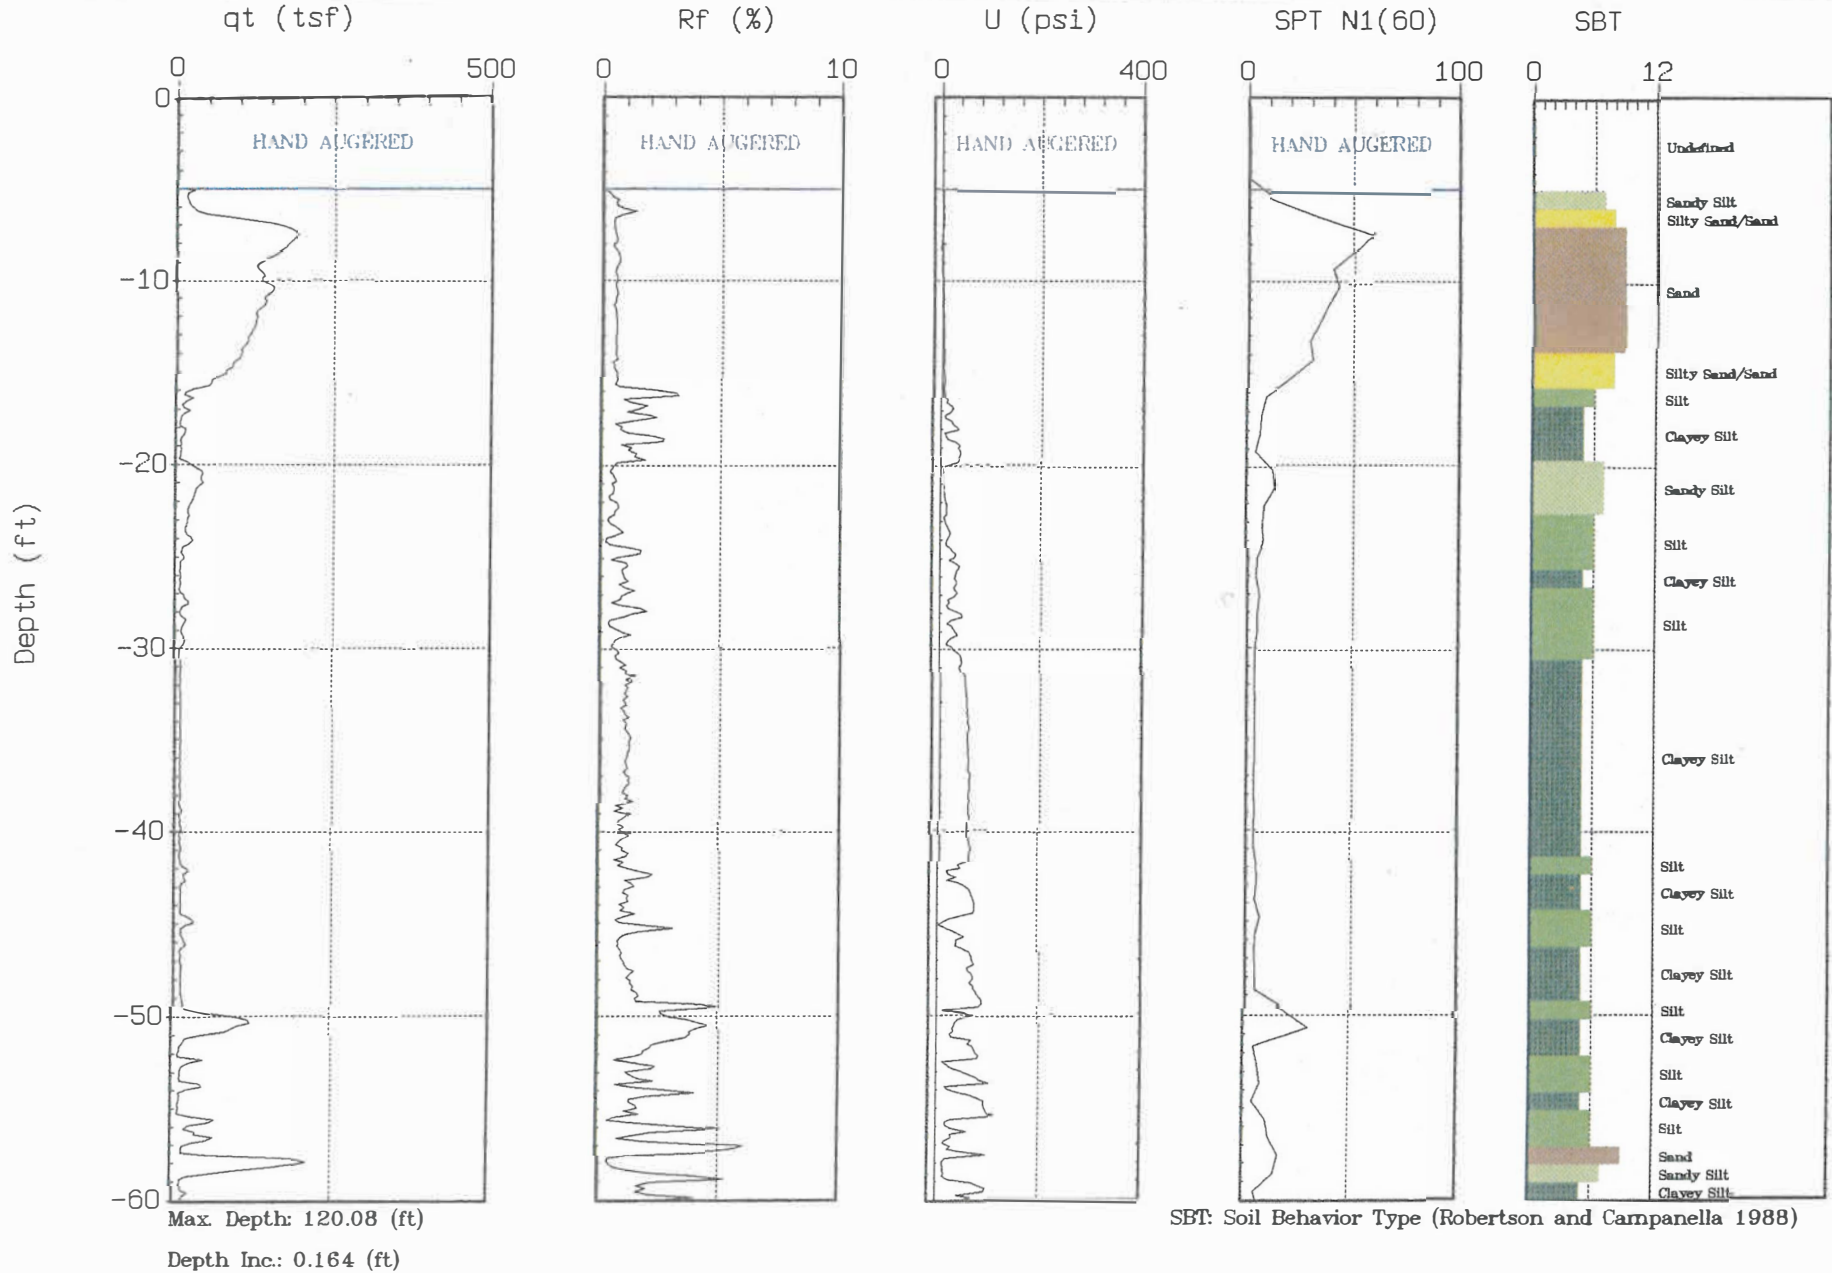 qt (tsf) Rf (%) U (psi) SPT N1(60) SBT
0 500 0 10 0 400 0 100 0 12
0
HAND AUGERED HAND AUGERED HAND AUGERED HAND AUGERED
Undefined
Sandy Silt
Silty Sand/Sand
-10
Sand
Silty Sand/Sand
Silt
Clayey Silt
-20
Sandy Silt
Silt
Clayey Silt
Silt
-30
Depth (ft)
Clayey Silt
-40
Silt
Clayey Silt
Silt
Clayey Silt
-50
Silt
Clayey Silt
Silt
Clayey Silt
Silt
Sand
Sandy Silt
Clayey Silt
-60
Max. Depth: 120.08 (ft)
SBT: Soil Behavior Type (Robertson and Campanella 1988)
Depth Inc.: 0.164 (ft)